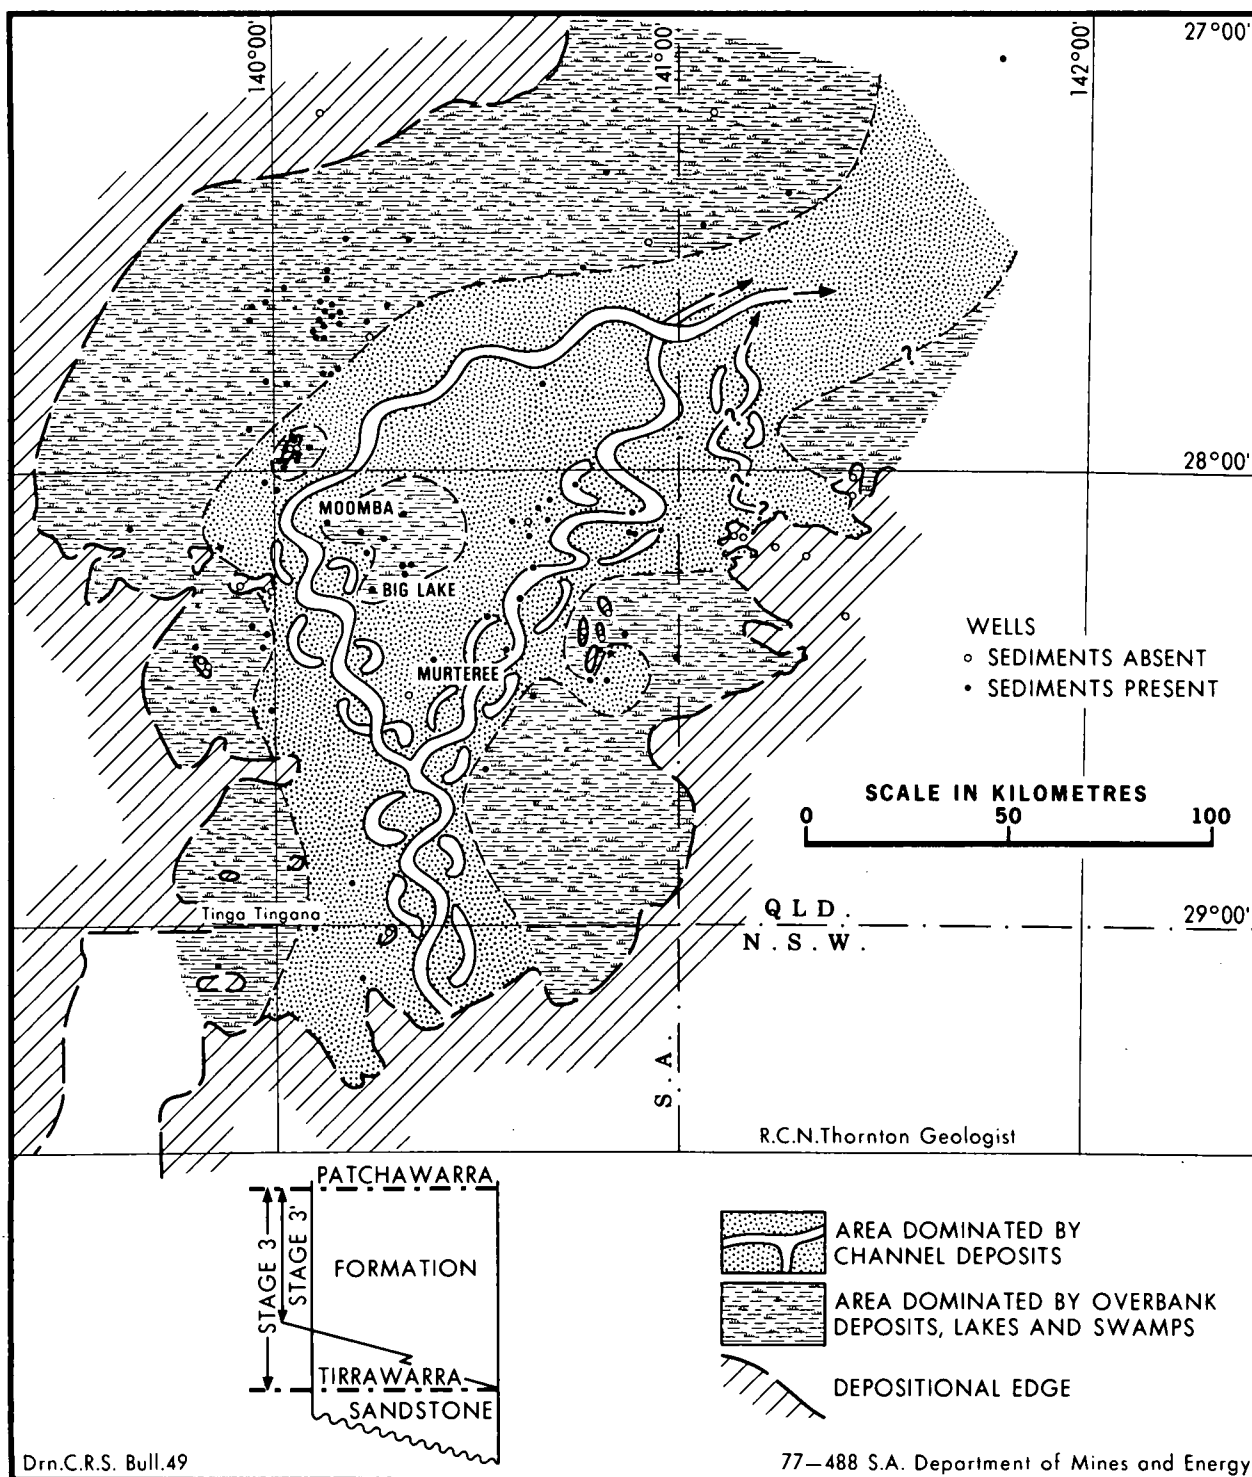 140°00'
141°00'
142°00'
27°00'
28°00'
MOOMBA
BIG LAKE
MURTEREE
WELLS
SEDIMENTS ABSENT
SEDIMENTS PRESENT
SCALE IN KILOMETRES
0 50 100
Tinga Tingana
QLD.
N.S.W.
29°00'
S.A.
R.C.N.Thornton Geologist
PATCHAWARRA
STAGE 3
STAGE 3'
FORMATION
TIRRAWARRA
SANDSTONE
AREA DOMINATED BY
CHANNEL DEPOSITS
AREA DOMINATED BY OVERBANK
DEPOSITS, LAKES AND SWAMPS
DEPOSITIONAL EDGE
Drn.C.R.S. Bull.49
77–488 S.A. Department of Mines and Energy
?
?
?
?
?